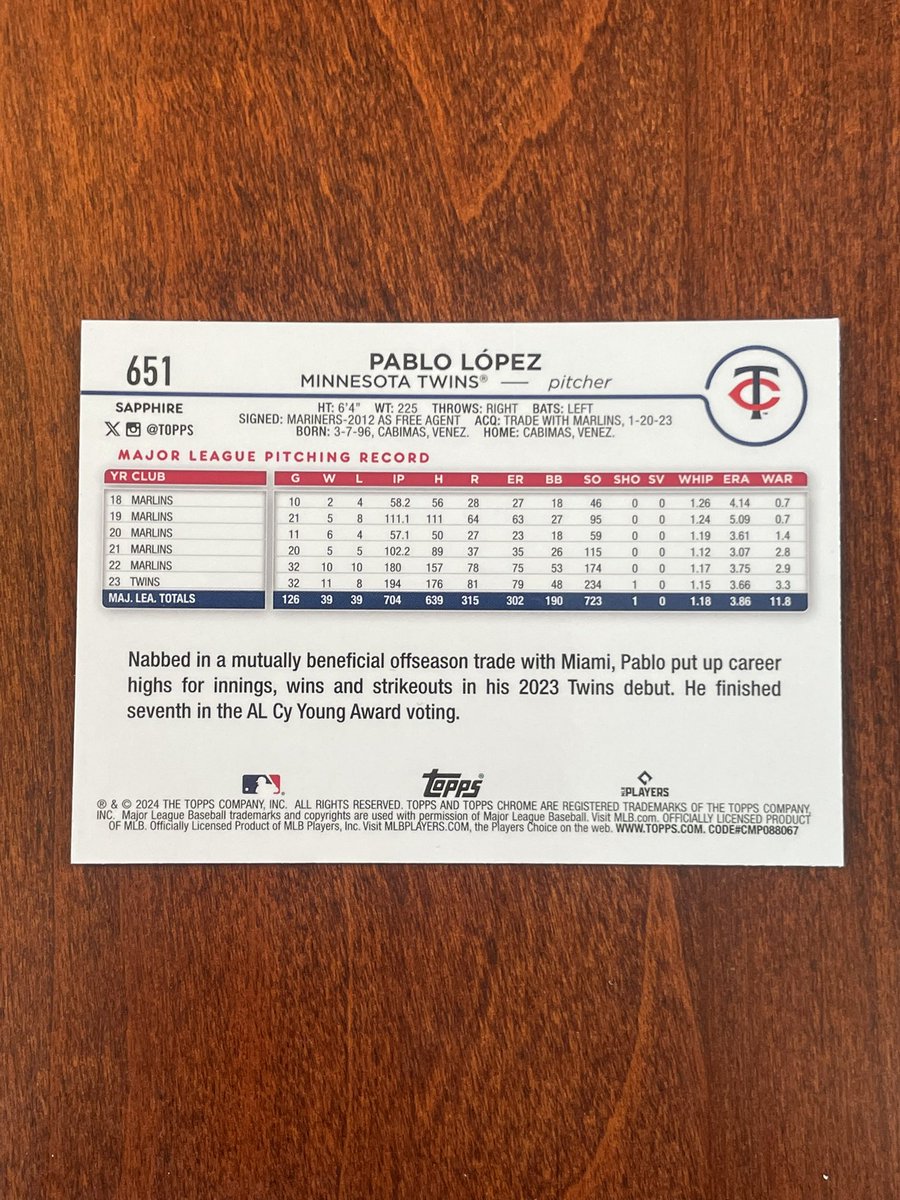 651
PABLO LÓPEZ
MINNESOTA TWINS® — pitcher
TC
SAPPHIRE
X @TOPPS
HT: 6'4" WT: 225 THROWS: RIGHT BATS: LEFT
SIGNED: MARINERS-2012 AS FREE AGENT ACQ: TRADE WITH MARLINS, 1-20-23
BORN: 3-7-96, CABIMAS, VENEZ. HOME: CABIMAS, VENEZ.
MAJOR LEAGUE PITCHING RECORD
YR CLUB G W L IP H R ER BB SO SHO SV WHIP ERA WAR
18 MARLINS 10 2 4 58.2 56 28 27 18 46 0 0 1.26 4.14 0.7
19 MARLINS 21 5 8 111.1 111 64 63 27 95 0 0 1.24 5.09 0.7
20 MARLINS 11 6 4 57.1 50 27 23 18 59 0 0 1.19 3.61 1.4
21 MARLINS 20 5 5 102.2 89 37 35 26 115 0 0 1.12 3.07 2.8
22 MARLINS 32 10 10 180 157 78 75 53 174 0 0 1.17 3.75 2.9
23 TWINS 32 11 8 194 176 81 79 48 234 1 0 1.15 3.66 3.3
MAJ. LEA. TOTALS 126 39 39 704 639 315 302 190 723 1 0 1.18 3.86 11.8
Nabbed in a mutually beneficial offseason trade with Miami, Pablo put up career
highs for innings, wins and strikeouts in his 2023 Twins debut. He finished
seventh in the AL Cy Young Award voting.
Topps®
MLB PLAYERS
® & © 2024 THE TOPPS COMPANY, INC. ALL RIGHTS RESERVED. TOPPS AND TOPPS CHROME ARE REGISTERED TRADEMARKS OF THE TOPPS COMPANY,
INC. Major League Baseball trademarks and copyrights are used with permission of Major League Baseball. Visit MLB.com. OFFICIALLY LICENSED PRODUCT
OF MLB. Officially Licensed Product of MLB Players, Inc. Visit MLBPLAYERS.COM, the Players Choice on the web. WWW.TOPPS.COM. CODE#CMP088067